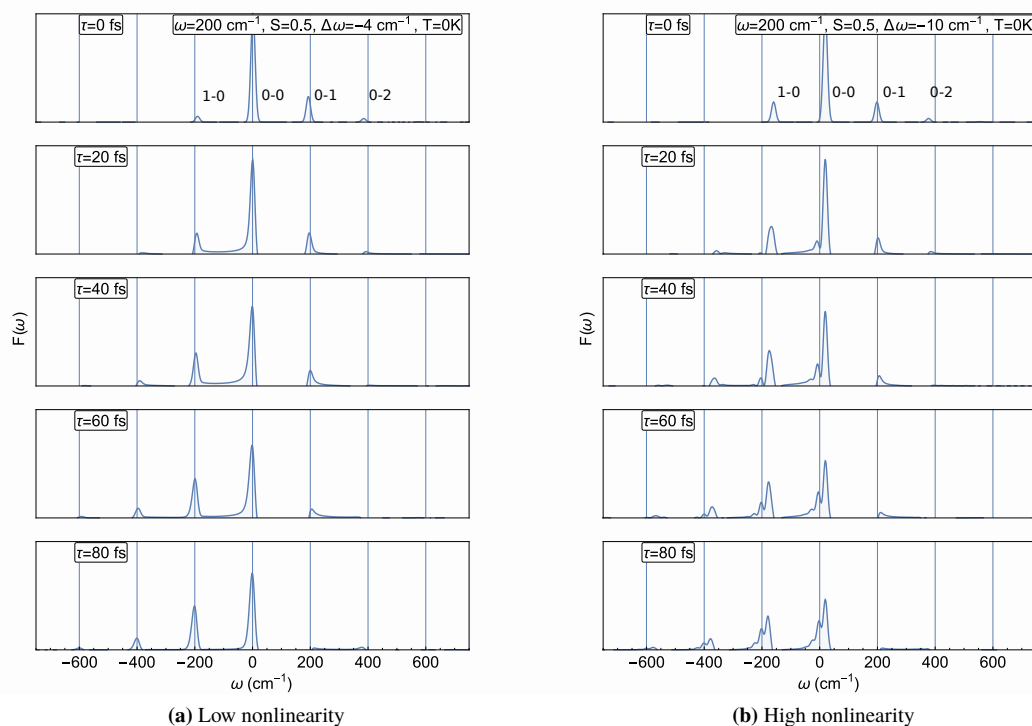 τ=0 fs
ω=200 cm⁻¹, S=0.5, Δω=−4 cm⁻¹, T=0K
1-0
0-0
0-1
0-2
τ=20 fs
τ=40 fs
F(ω)
τ=60 fs
τ=80 fs
−600 −400 −200 0 200 400 600
ω (cm⁻¹)
(a) Low nonlinearity
τ=0 fs
ω=200 cm⁻¹, S=0.5, Δω=−10 cm⁻¹, T=0K
1-0
0-0
0-1
0-2
τ=20 fs
τ=40 fs
F(ω)
τ=60 fs
τ=80 fs
−600 −400 −200 0 200 400 600
ω (cm⁻¹)
(b) High nonlinearity